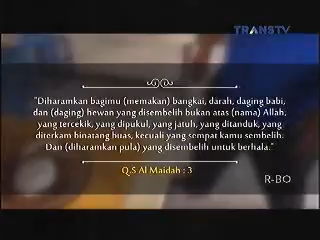 TRANSTV
"Diharamkan bagimu (memakan) bangkai, darah, daging babi,
dan (daging) hewan yang disembelih bukan atas (nama) Allah,
yang tercekik, yang dipukul, yang jatuh, yang ditanduk, yang
diterkam binatang buas, kecuali yang sempat kamu sembelih.
Dan (diharamkan pula) yang disembelih untuk berhala."
Q.S Al Maidah : 3
R-BO